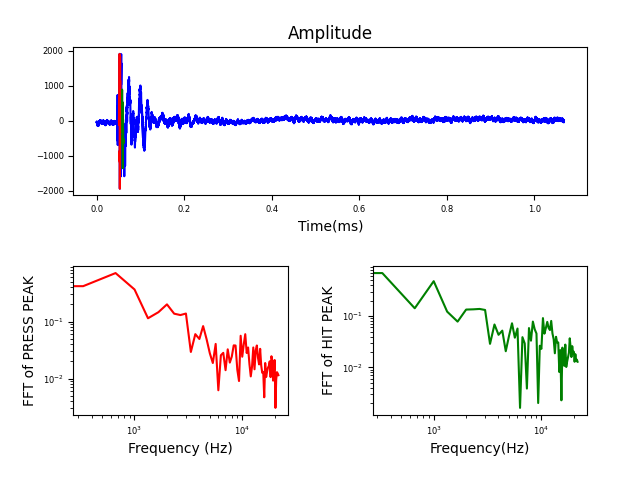 Amplitude
2000
1000
0
−1000
−2000
0.0 0.2 0.4 0.6 0.8 1.0
Time(ms)
FFT of PRESS PEAK
10⁻¹
10⁻²
10³ 10⁴
Frequency (Hz)
FFT of HIT PEAK
10⁻¹
10⁻²
10³ 10⁴
Frequency(Hz)